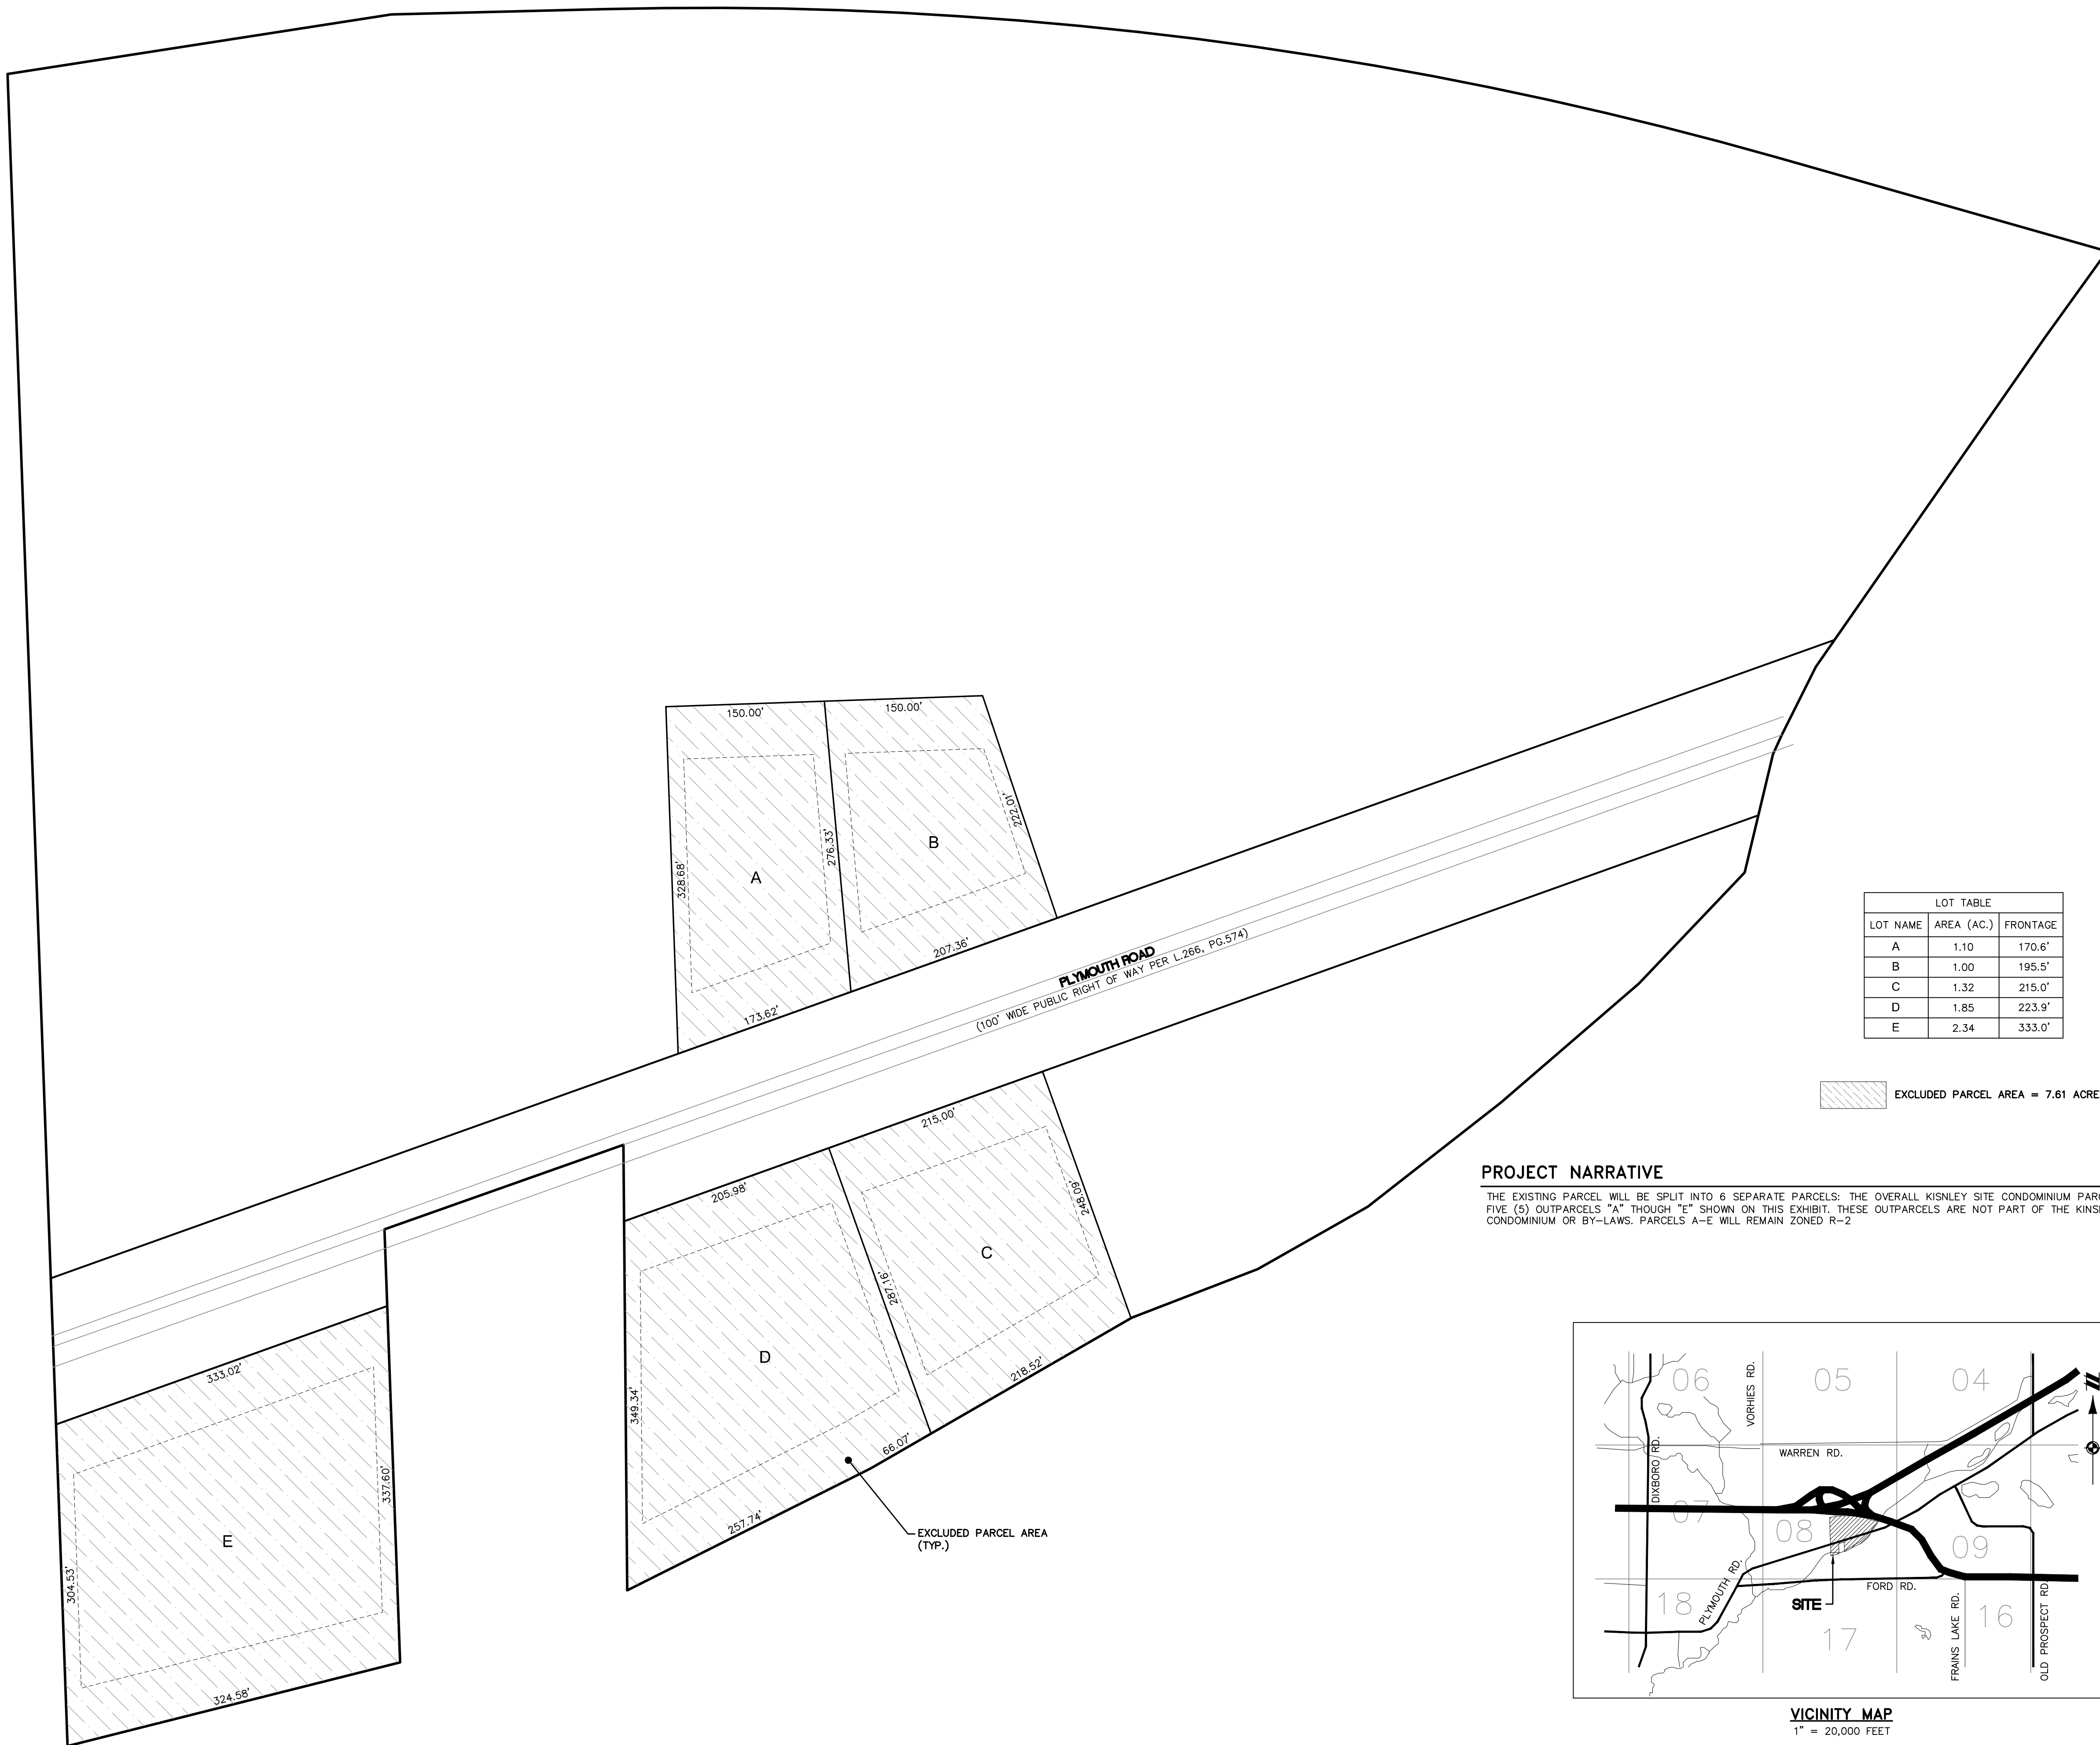 150.00'
150.00'
222.01'
276.33'
328.68'
A
B
207.36'
173.62'
PLYMOUTH ROAD
(100' WIDE PUBLIC RIGHT OF WAY PER L.266, PG.574)
215.00'
205.98'
248.09'
287.16'
C
D
349.34'
218.52'
66.07'
257.74'
EXCLUDED PARCEL AREA
(TYP.)
333.02'
337.60'
304.53'
E
324.58'
LOT TABLE
LOT NAME AREA (AC.) FRONTAGE
A 1.10 170.6'
B 1.00 195.5'
C 1.32 215.0'
D 1.85 223.9'
E 2.34 333.0'
EXCLUDED PARCEL AREA = 7.61 ACRE
PROJECT NARRATIVE
THE EXISTING PARCEL WILL BE SPLIT INTO 6 SEPARATE PARCELS: THE OVERALL KISNLEY SITE CONDOMINIUM PARC
FIVE (5) OUTPARCELS "A" THOUGH "E" SHOWN ON THIS EXHIBIT. THESE OUTPARCELS ARE NOT PART OF THE KINS
CONDOMINIUM OR BY-LAWS. PARCELS A-E WILL REMAIN ZONED R-2
06
05
04
VORHIES RD.
WARREN RD.
DIXBORO RD.
07
08
09
PLYMOUTH RD.
FORD RD.
SITE
18
17
16
FRAINS LAKE RD.
OLD PROSPECT RD.
VICINITY MAP
1" = 20,000 FEET